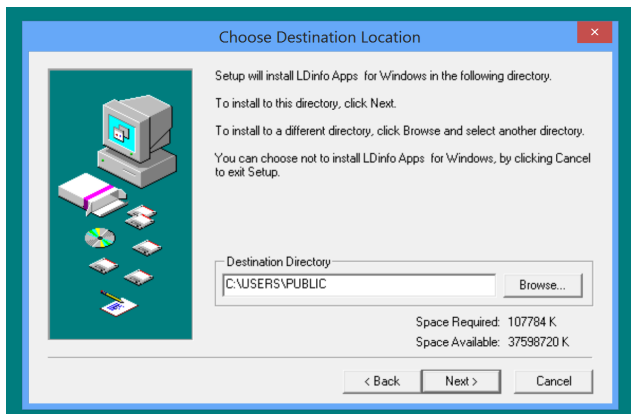 Choose Destination Location
Setup will install LDinfo Apps for Windows in the following directory.
To install to this directory, click Next.
To install to a different directory, click Browse and select another directory.
You can choose not to install LDinfo Apps for Windows, by clicking Cancel
to exit Setup.
Destination Directory
C:\USERS\PUBLIC
Browse...
Space Required: 107784 K
Space Available: 37598720 K
< Back
Next >
Cancel